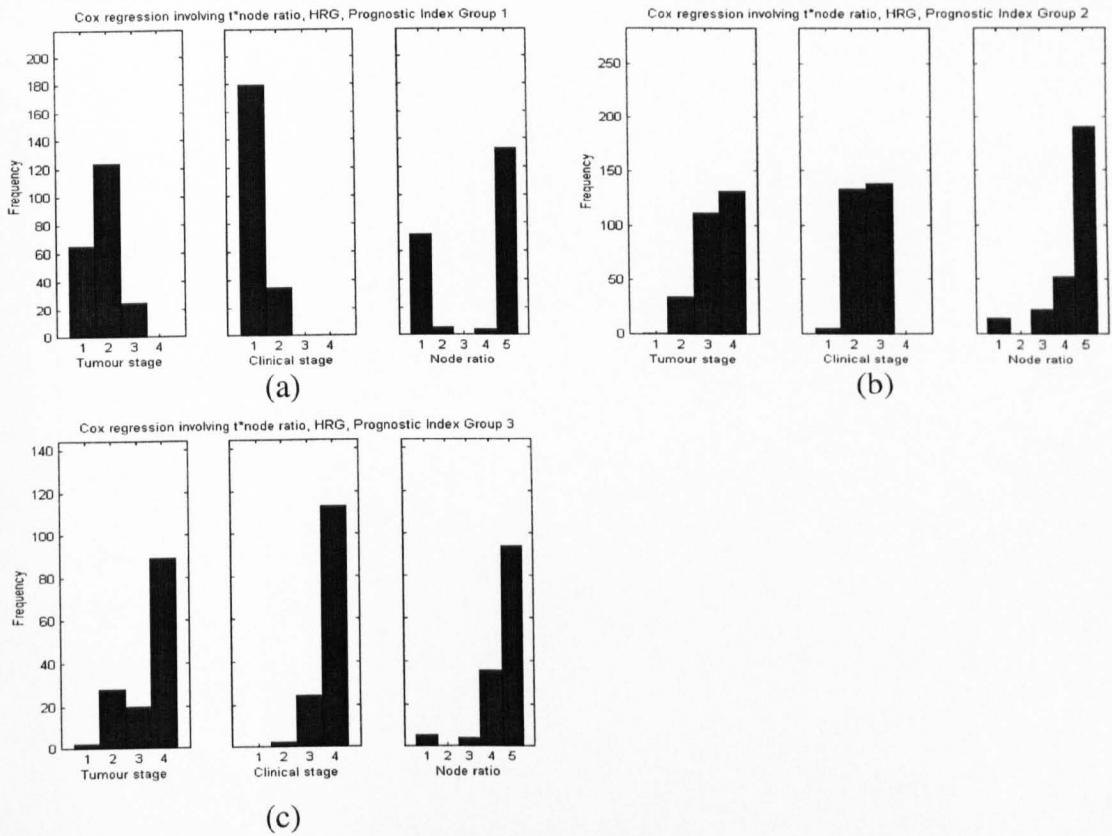 Cox regression involving t*node ratio, HRG, Prognostic Index Group 1
200
180
160
140
120
100
80
60
40
20
0
Frequency
1 2 3 4
Tumour stage
1 2 3 4
Clinical stage
1 2 3 4 5
Node ratio
(a)
Cox regression involving t*node ratio, HRG, Prognostic Index Group 2
250
200
150
100
50
0
Frequency
1 2 3 4
Tumour stage
1 2 3 4
Clinical stage
1 2 3 4 5
Node ratio
(b)
Cox regression involving t*node ratio, HRG, Prognostic Index Group 3
140
120
100
80
60
40
20
0
Frequency
1 2 3 4
Tumour stage
1 2 3 4
Clinical stage
1 2 3 4 5
Node ratio
(c)